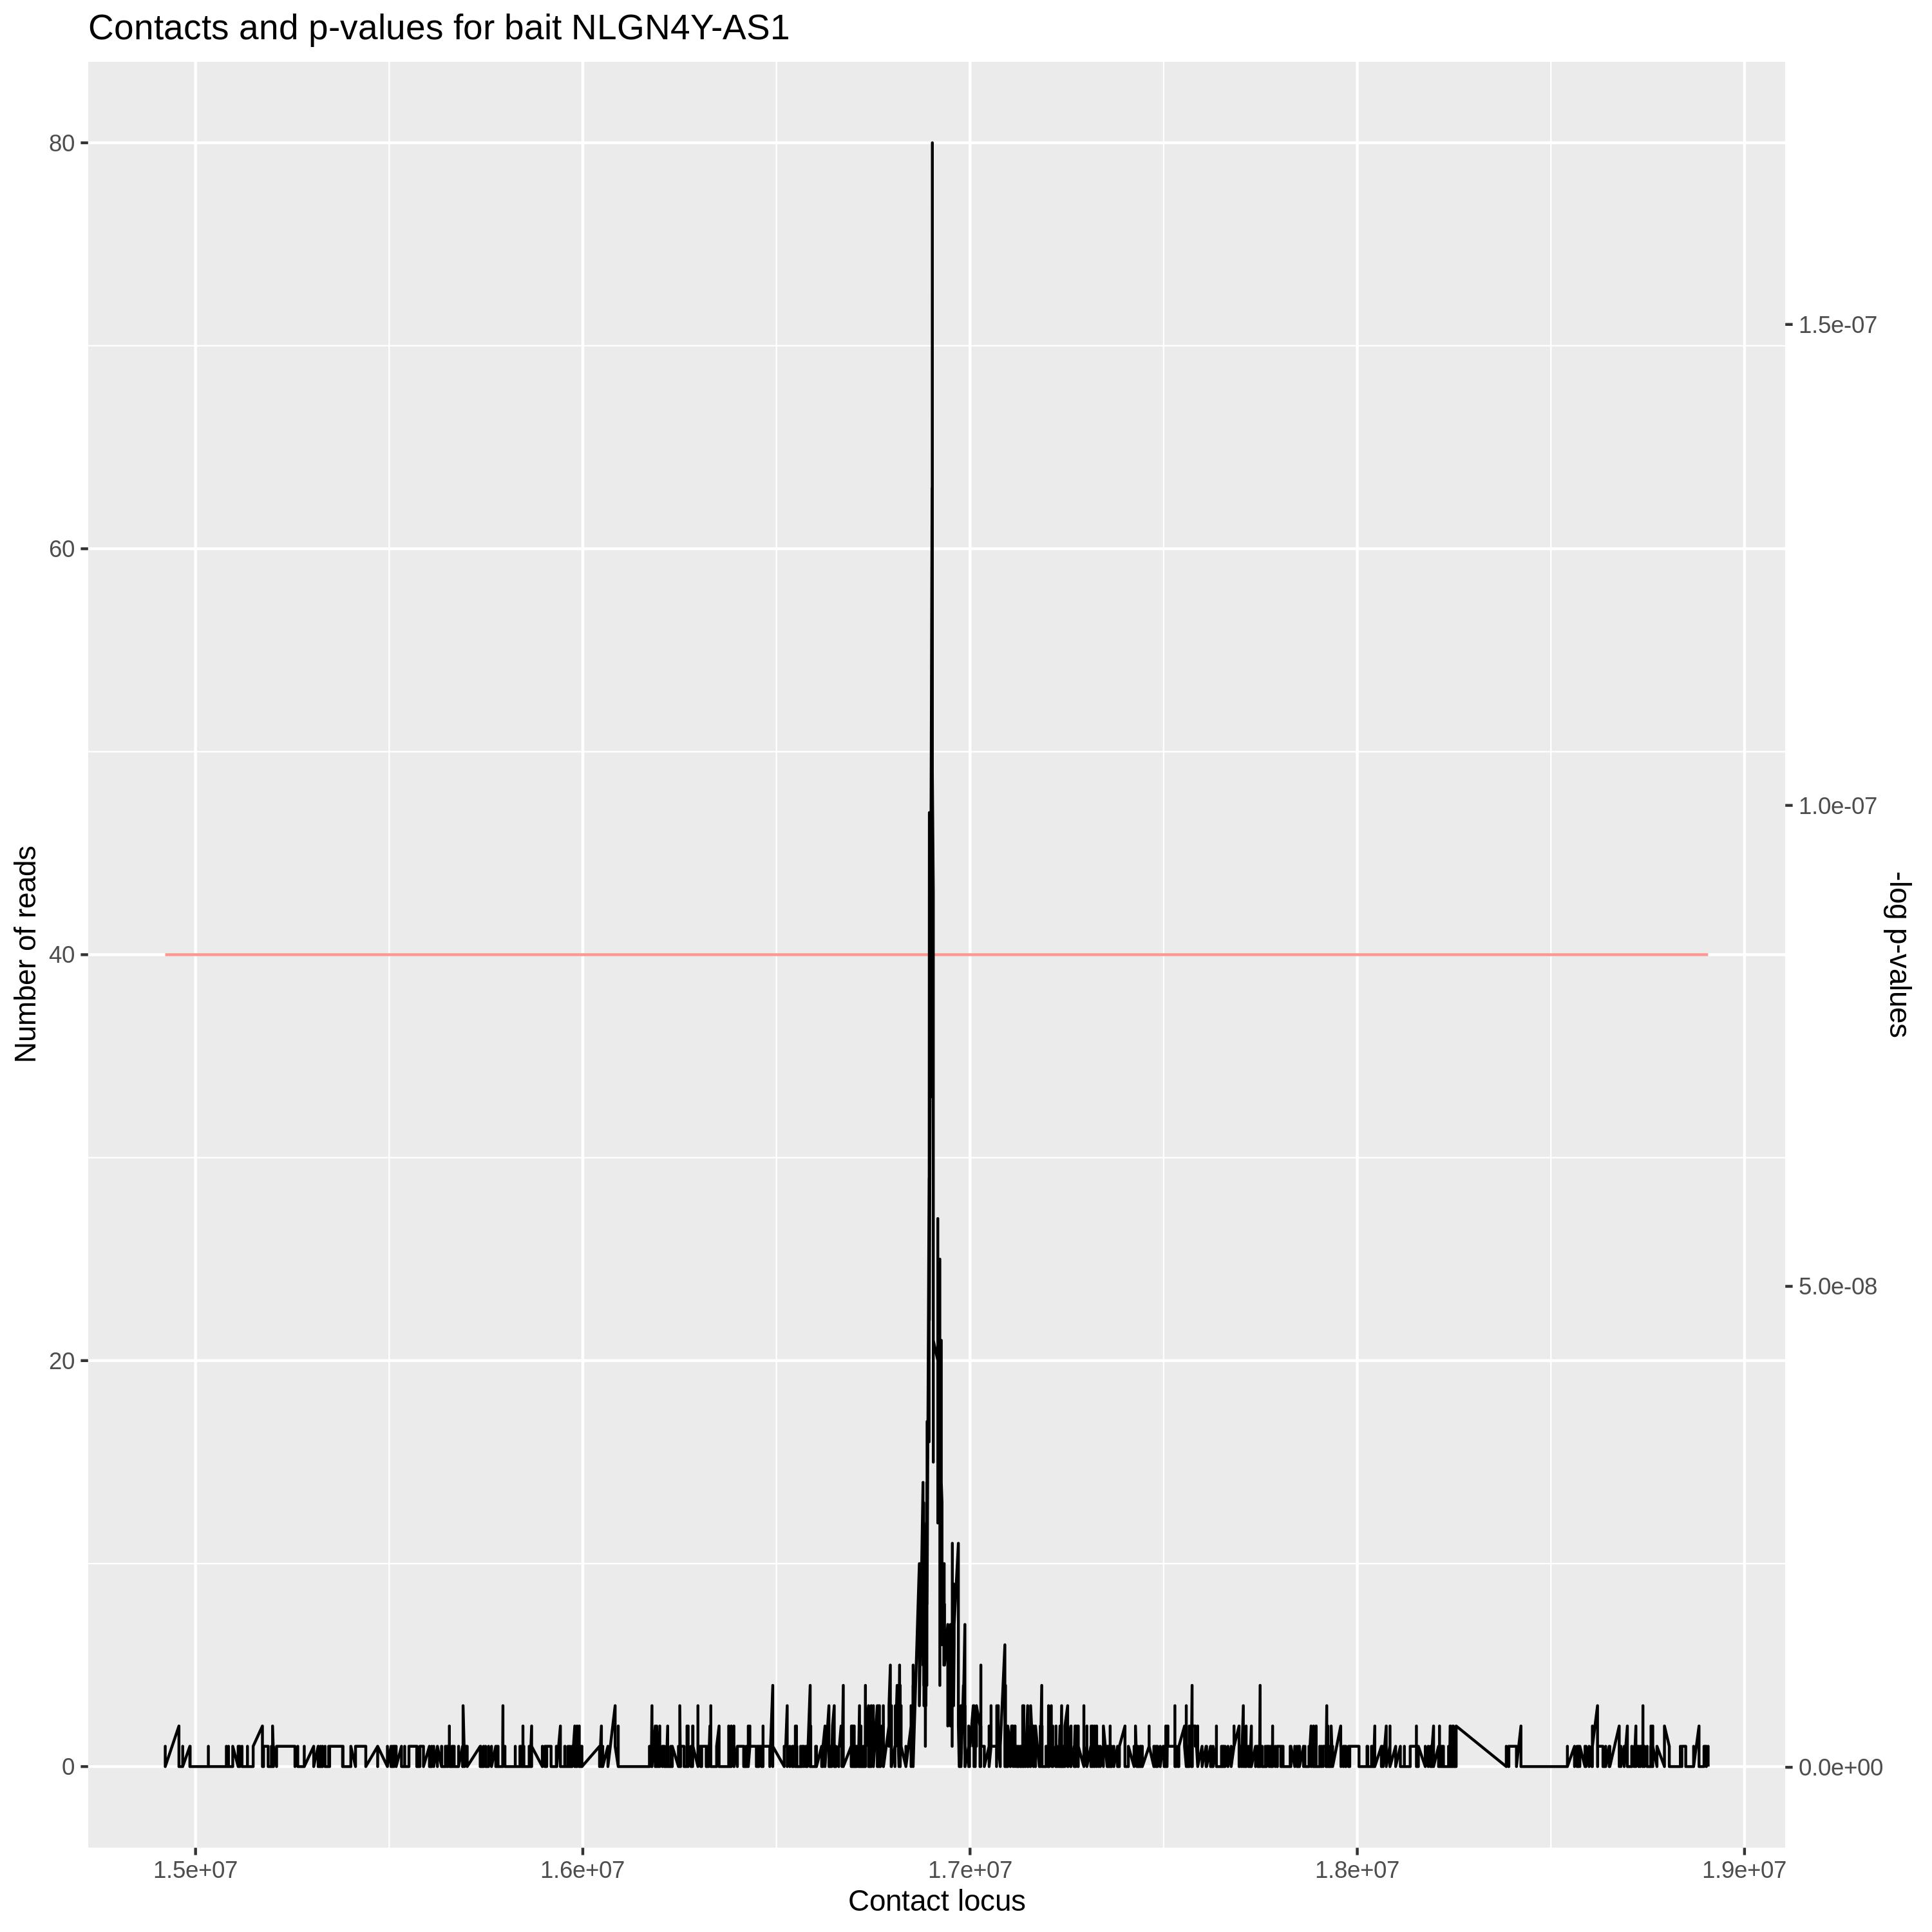 Contacts and p-values for bait NLGN4Y-AS1
80
60
40
20
0
Number of reads
1.5e-07
1.0e-07
5.0e-08
0.0e+00
-log p-values
1.5e+07
1.6e+07
1.7e+07
1.8e+07
1.9e+07
Contact locus